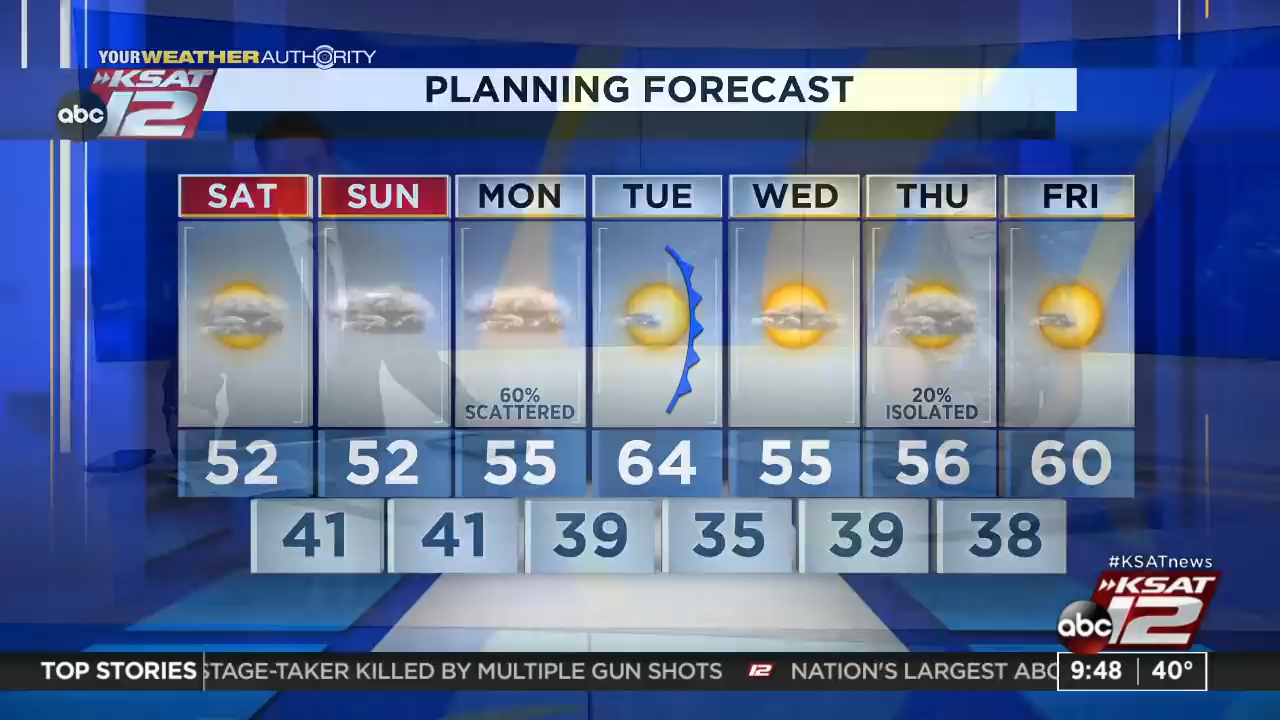 YOURWEATHERAUTHORITY
KSAT
abc 12
PLANNING FORECAST
SAT SUN MON TUE WED THU FRI
60% SCATTERED
20% ISOLATED
52 52 55 64 55 56 60
41 41 39 35 39 38
#KSATnews
KSAT
abc 12
TOP STORIES STAGE-TAKER KILLED BY MULTIPLE GUN SHOTS 12 NATION'S LARGEST ABO 9:48 40°